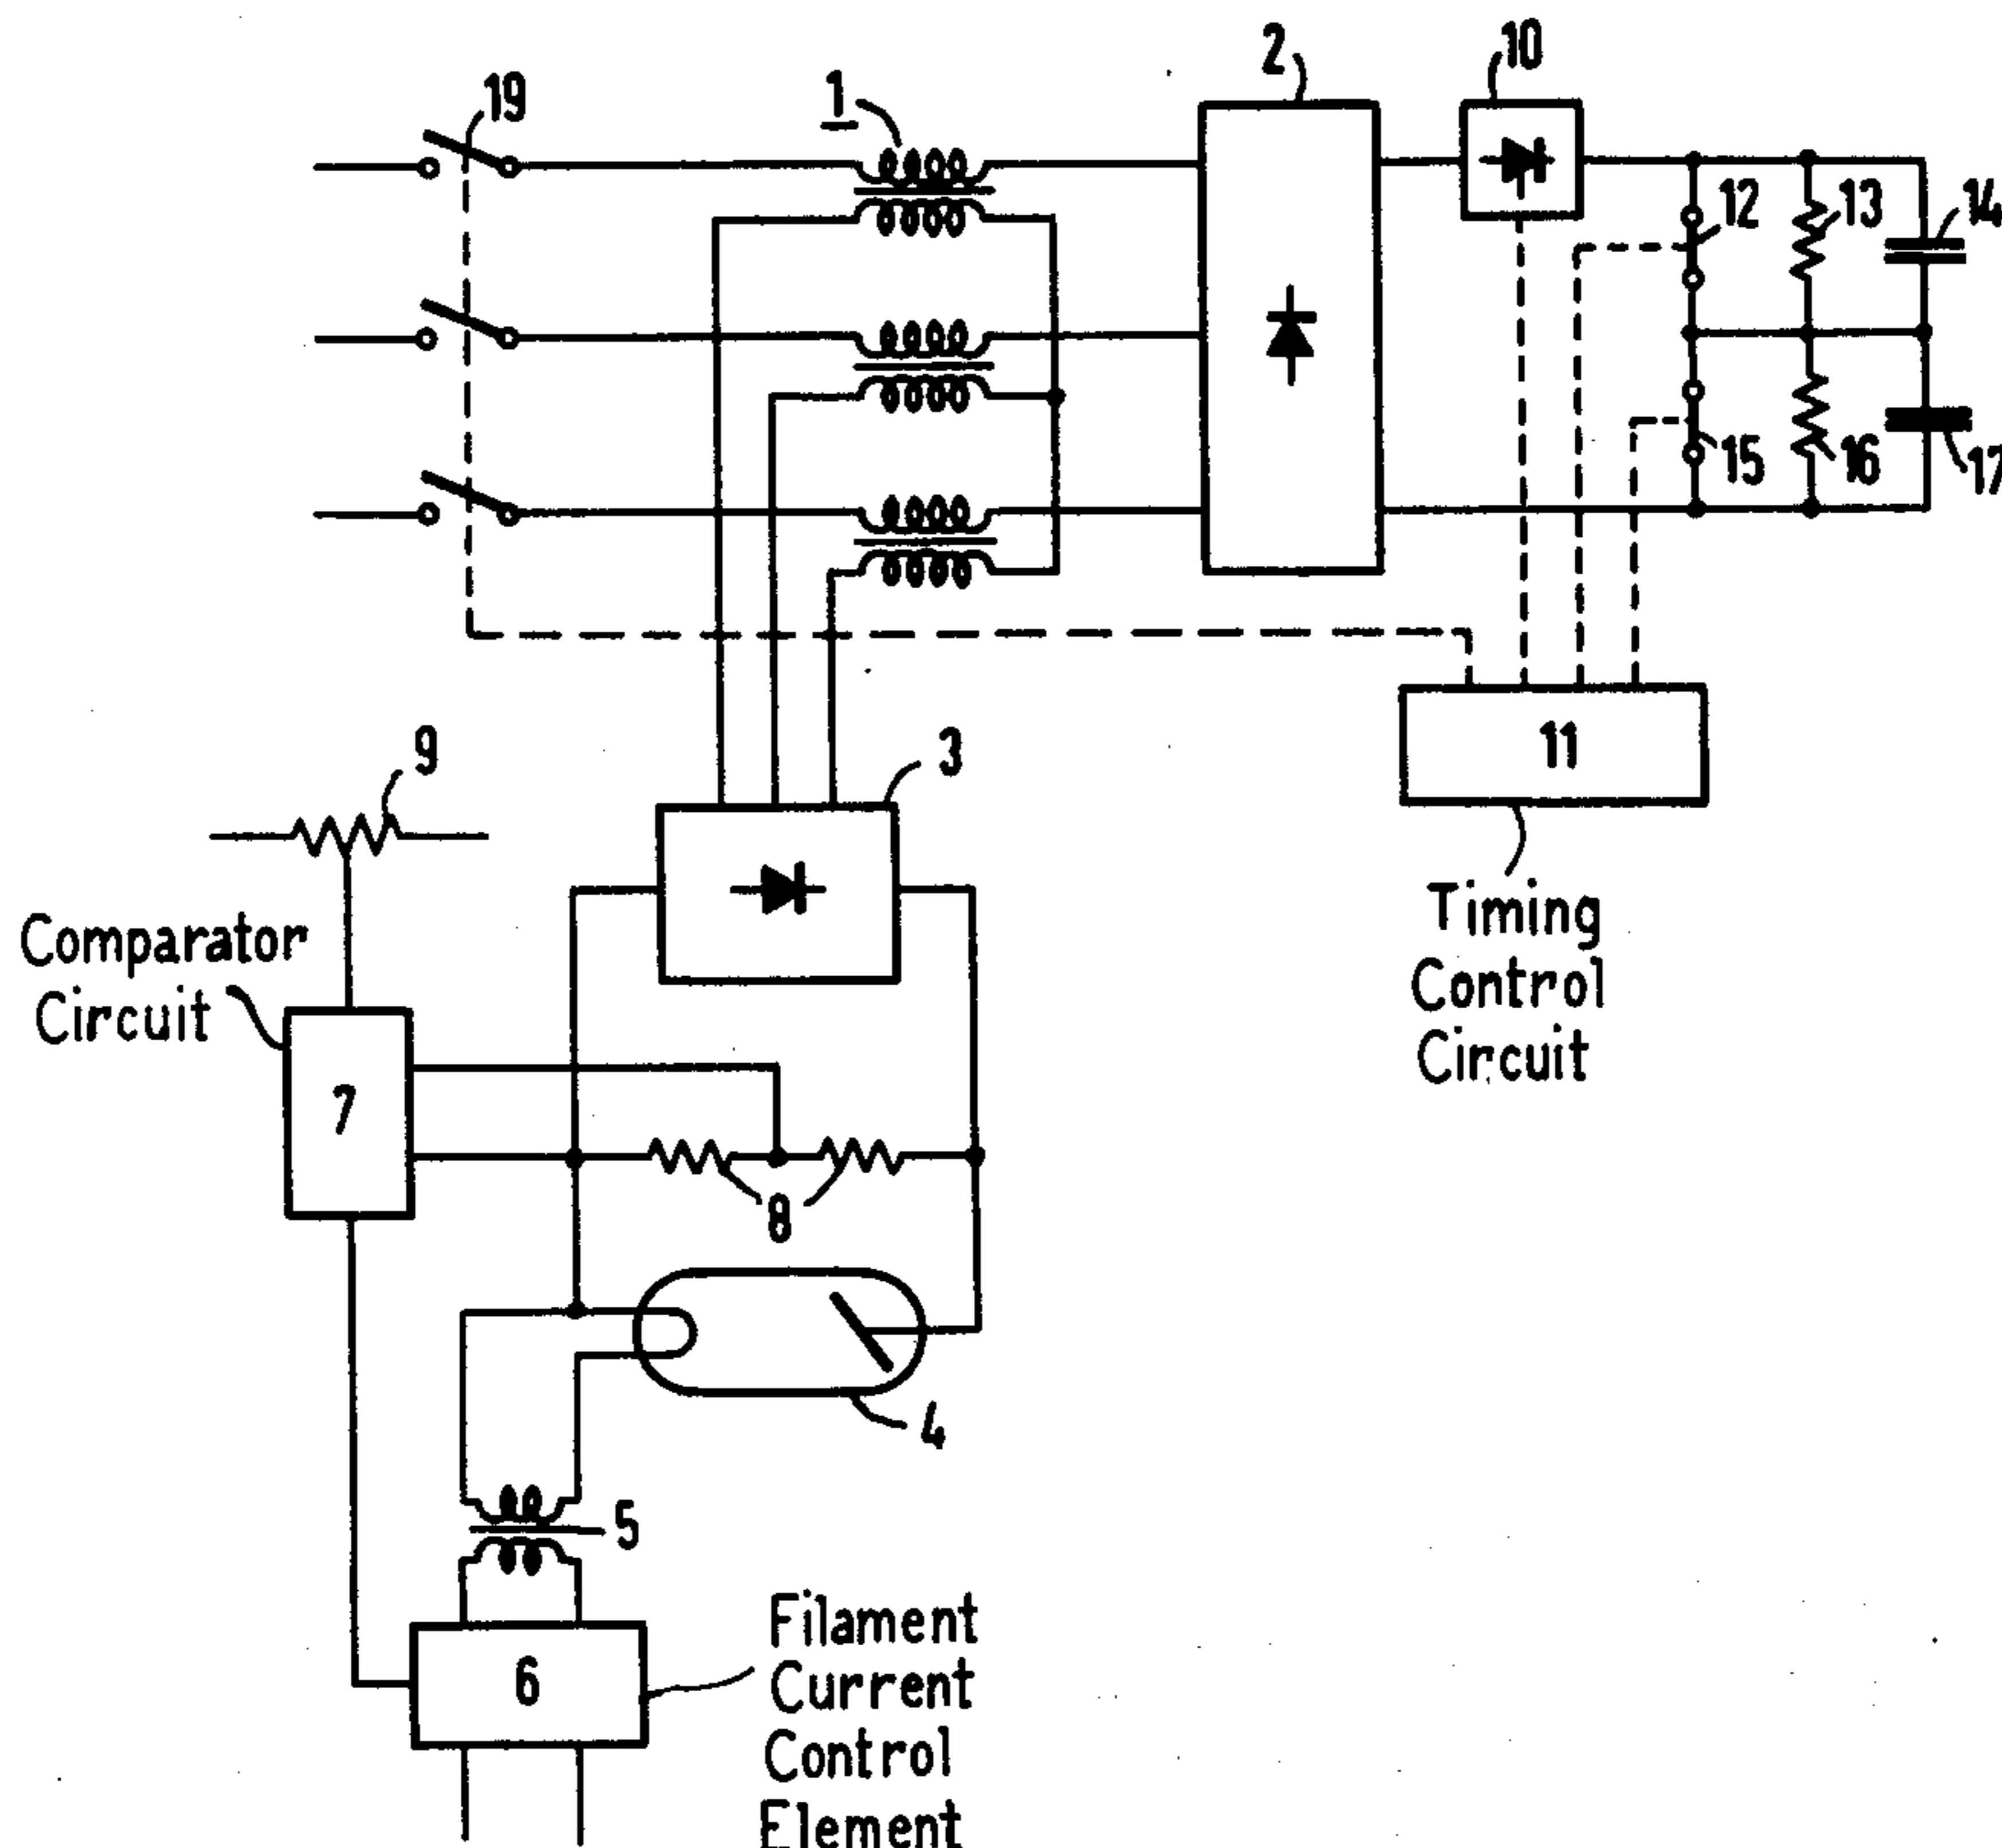 2
10
19
1
12
13
14
15
16
17
3
11
9
Timing
Control
Circuit
Comparator
Circuit
7
8
4
5
6
Filament
Current
Control
Element